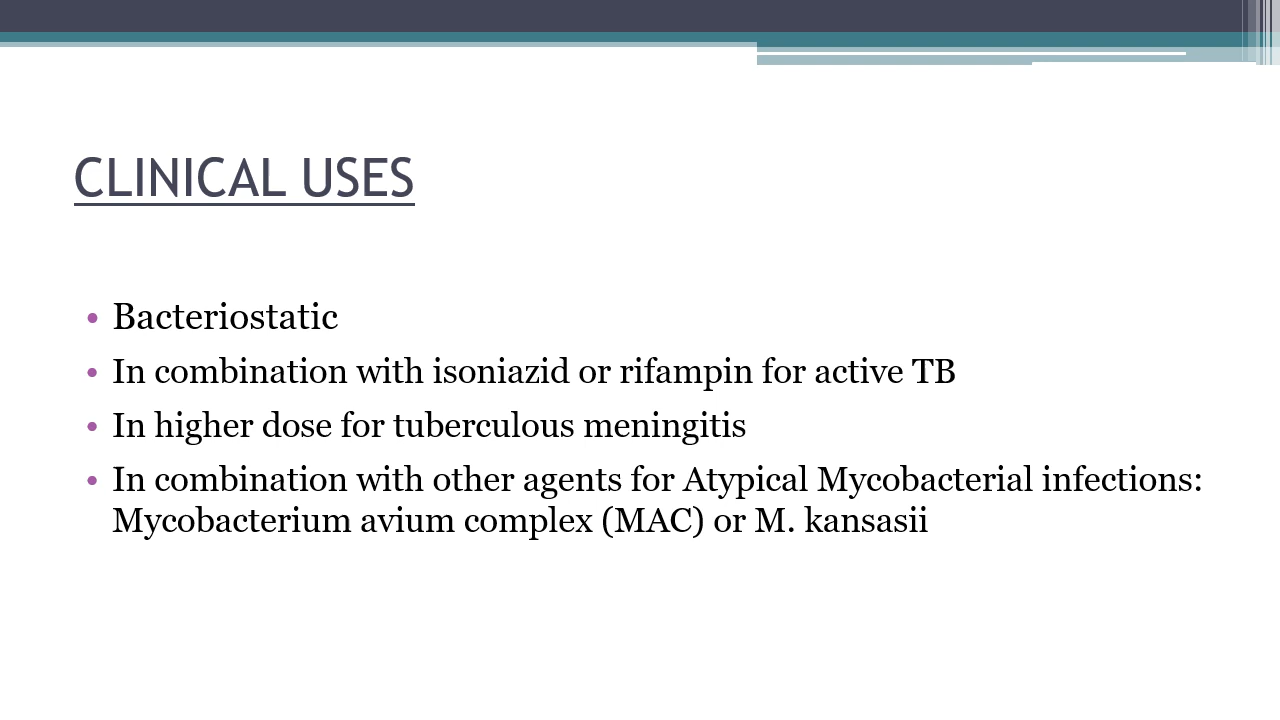 CLINICAL USES
• Bacteriostatic
• In combination with isoniazid or rifampin for active TB
• In higher dose for tuberculous meningitis
• In combination with other agents for Atypical Mycobacterial infections:
Mycobacterium avium complex (MAC) or M. kansasii